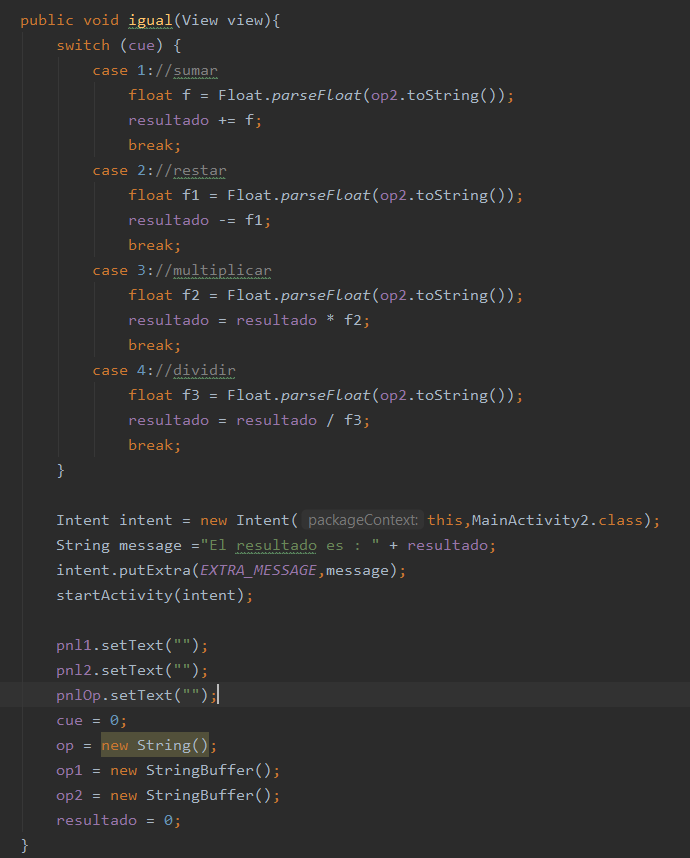 public void igual(View view){
switch (cue) {
case 1://sumar
float f = Float.parseFloat(op2.toString());
resultado += f;
break;
case 2://restar
float f1 = Float.parseFloat(op2.toString());
resultado -= f1;
break;
case 3://multiplicar
float f2 = Float.parseFloat(op2.toString());
resultado = resultado * f2;
break;
case 4://dividir
float f3 = Float.parseFloat(op2.toString());
resultado = resultado / f3;
break;
}
Intent intent = new Intent( packageContext: this,MainActivity2.class);
String message ="El resultado es : " + resultado;
intent.putExtra(EXTRA_MESSAGE,message);
startActivity(intent);
pnl1.setText("");
pnl2.setText("");
pnlOp.setText("");
cue = 0;
op = new String();
op1 = new StringBuffer();
op2 = new StringBuffer();
resultado = 0;
}